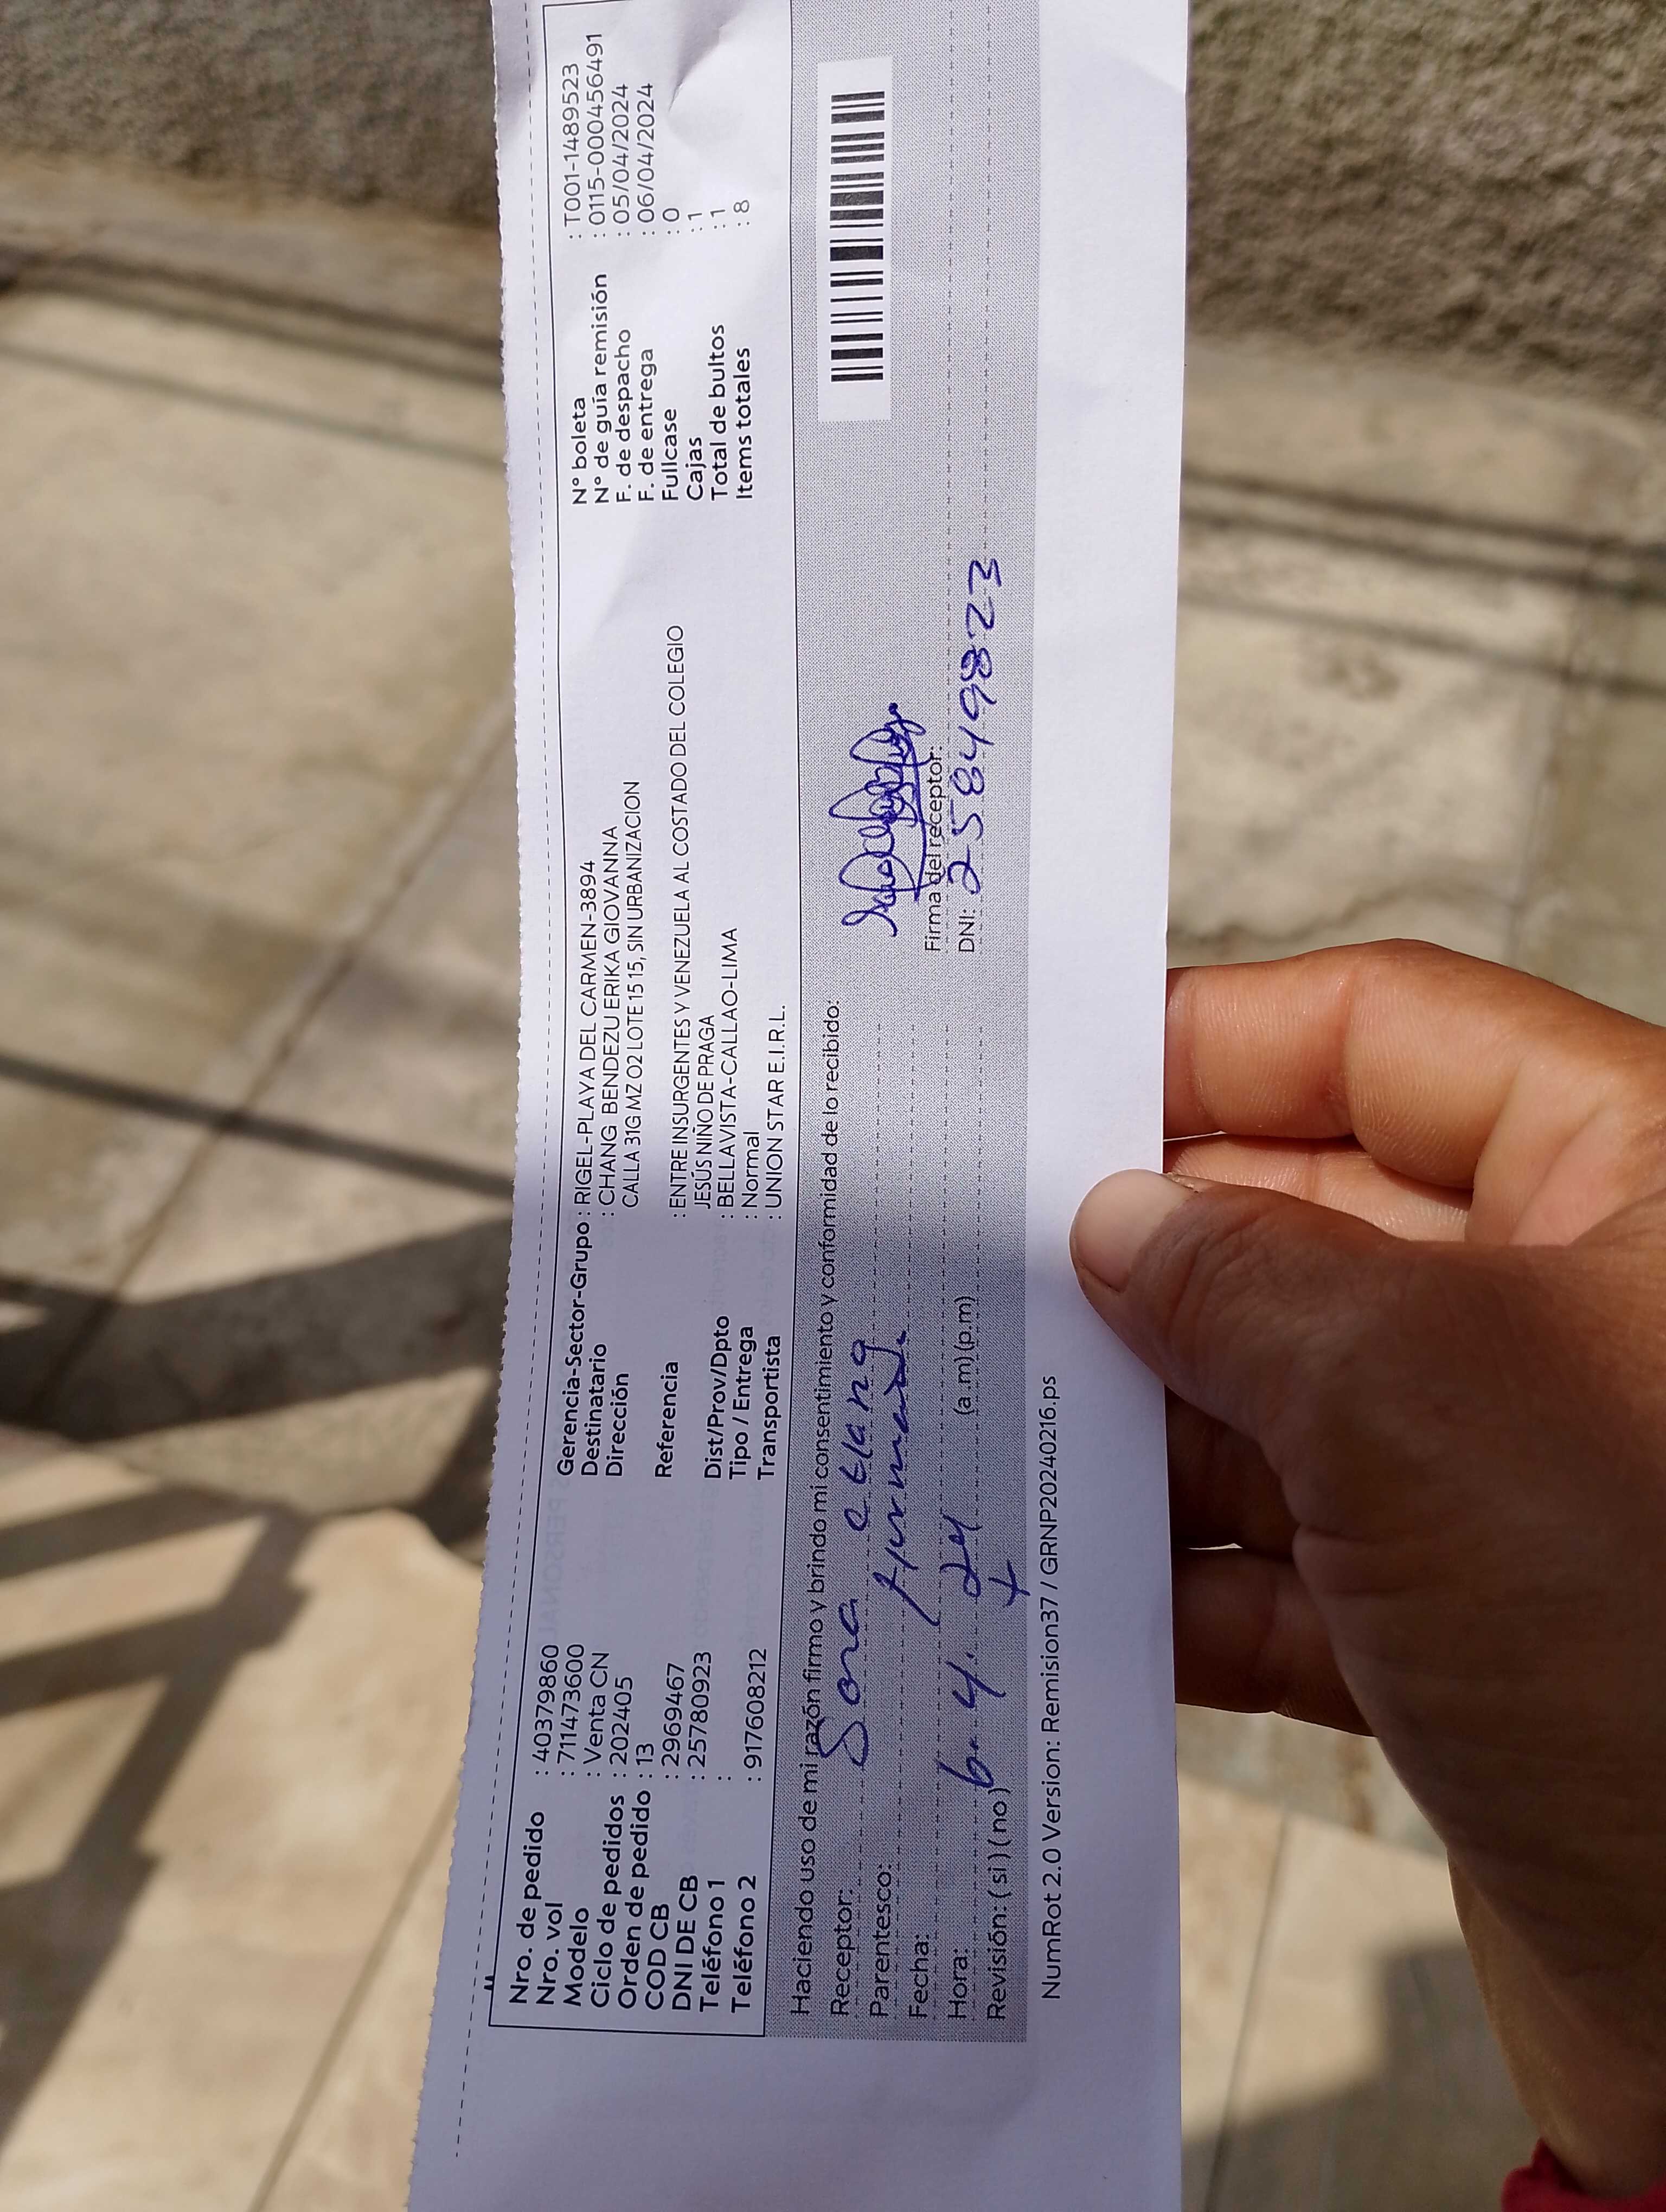 Nro. de pedido : 40379860
Nro. vol : 711473600
Modelo : Venta CN
Ciclo de pedidos : 202405
Orden de pedido : 13
COD CB : 2969467
DNI DE CB : 25780923
Teléfono 1 :
Teléfono 2 : 917608212
Gerencia-Sector-Grupo : RIGEL-PLAYA DEL CARMEN-3894
Destinatario : CHANG BENDEZU ERIKA GIOVANNA
Dirección CALLA 31G MZ O2 LOTE 15 15, SIN URBANIZACION
Referencia : ENTRE INSURGENTES Y VENEZUELA AL COSTADO DEL COLEGIO
JESÚS NIÑO DE PRAGA
Dist/Prov/Dpto : BELLAVISTA-CALLAO-LIMA
Tipo / Entrega : Normal
Transportista : UNION STAR E.I.R.L.
N° boleta : T001-1489523
N° de guía remisión : 0115-0004456491
F. de despacho : 05/04/2024
F. de entrega : 06/04/2024
Fullcase : 0
Cajas : 1
Total de bultos : 1
Items totales : 8
Haciendo uso de mi razón firmo y brindo mi consentimiento y conformidad de lo recibido:
Receptor:
Parentesco:
Fecha:
Hora: 6. 4. 24 (a.m) (p.m)
Revisión: ( si ) ( no )
Firma del receptor:
DNI: 25849823
NumRot 2.0 Version: Remision37 / GRNP20240216.ps